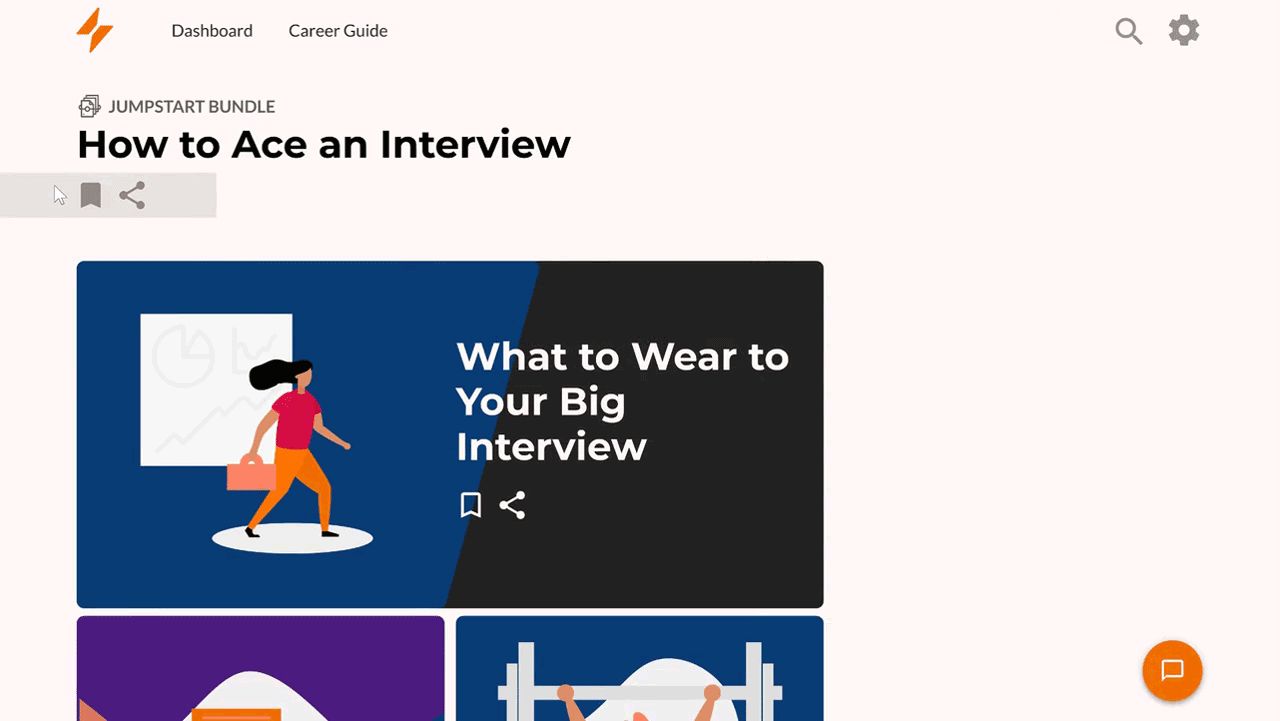 Dashboard Career Guide
JUMPSTART BUNDLE
How to Ace an Interview
What to Wear to
Your Big
Interview